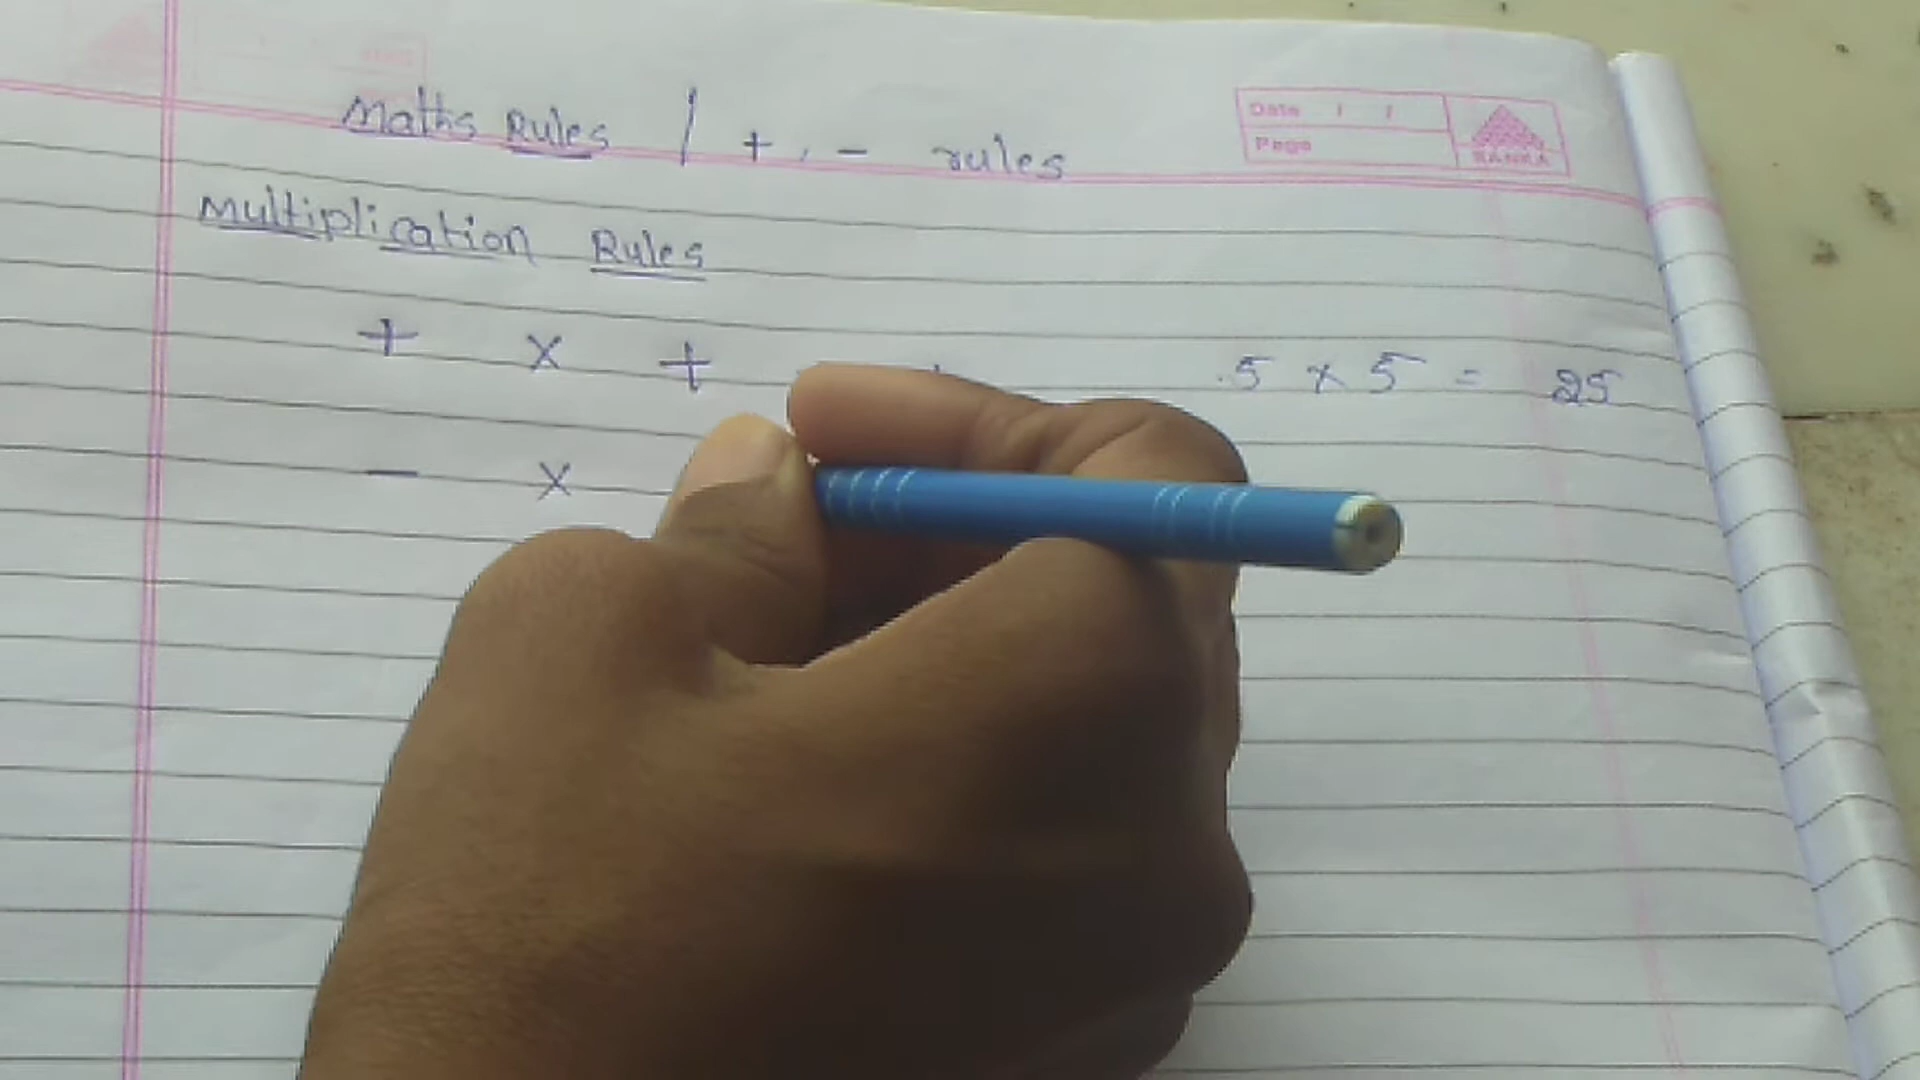 Maths Rules | + , - rules
Date / /
Page
Multiplication Rules
+ × + 5 × 5 = 25
- ×